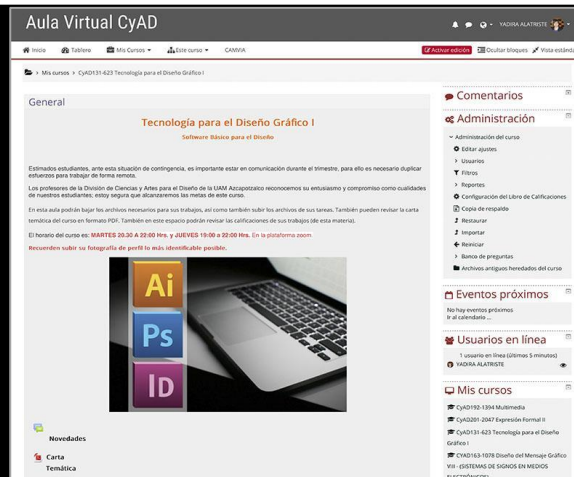 Aula Virtual CyAD
YADIRA ALATRISTE
Inicio Tablero Mis Cursos Este curso CAMVIA
Activar edición Ocultar bloques Vista estánda
Mis cursos > CyAD131-623 Tecnología para el Diseño Gráfico I
General
Tecnología para el Diseño Gráfico I
Software Básico para el Diseño
Estimados estudiantes, ante esta situación de contingencia, es importante estar en comunicación durante el trimestre, para ello es necesario duplicar
esfuerzos para trabajar de forma remota.
Los profesores de la División de Ciencias y Artes para el Diseño de la UAM Azcapotzalco reconocemos su entusiasmo y compromiso como cualidades
de nuestros estudiantes; estoy segura que alcanzaremos las metas de este curso.
En esta aula podrán bajar los archivos necesarios para sus trabajos, así como también subir los archivos de sus tareas. También pueden revisar la carta
temática del curso en formato PDF. También en este espacio podrán revisar las calificaciones de sus trabajos (de esta materia).
El horario del curso es: MARTES 20.30 A 22:00 Hrs. y JUEVES 19:00 a 22:00 Hrs. En la plataforma zoom
Recuerden subir su fotografía de perfil lo más identificable posible.
Ai
Ps
ID
Novedades
Carta
Temática
Comentarios
Administración
Administración del curso
Editar ajustes
Usuarios
Filtros
Reportes
Configuración del Libro de Calificaciones
Copia de respaldo
Restaurar
Importar
Reiniciar
Banco de preguntas
Archivos antiguos heredados del curso
Eventos próximos
No hay eventos próximos
Ir al calendario ...
Usuarios en línea
1 usuario en línea (últimos 5 minutos)
YADIRA ALATRISTE
Mis cursos
CyAD192-1394 Multimedia
CyAD201-2047 Expresión Formal II
CyAD131-623 Tecnología para el Diseño
Gráfico I
CyAD163-1078 Diseño del Mensaje Gráfico
VIII - (SISTEMAS DE SIGNOS EN MEDIOS